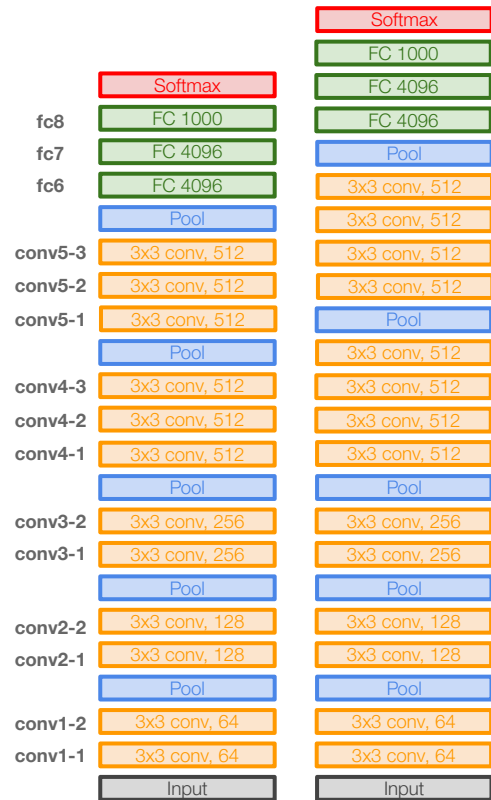 Softmax
fc8 FC 1000
fc7 FC 4096
fc6 FC 4096
Pool
conv5-3 3x3 conv, 512
conv5-2 3x3 conv, 512
conv5-1 3x3 conv, 512
Pool
conv4-3 3x3 conv, 512
conv4-2 3x3 conv, 512
conv4-1 3x3 conv, 512
Pool
conv3-2 3x3 conv, 256
conv3-1 3x3 conv, 256
Pool
conv2-2 3x3 conv, 128
conv2-1 3x3 conv, 128
Pool
conv1-2 3x3 conv, 64
conv1-1 3x3 conv, 64
Input
Softmax
FC 1000
FC 4096
FC 4096
Pool
3x3 conv, 512
3x3 conv, 512
3x3 conv, 512
3x3 conv, 512
Pool
3x3 conv, 512
3x3 conv, 512
3x3 conv, 512
3x3 conv, 512
Pool
3x3 conv, 256
3x3 conv, 256
Pool
3x3 conv, 128
3x3 conv, 128
Pool
3x3 conv, 64
3x3 conv, 64
Input